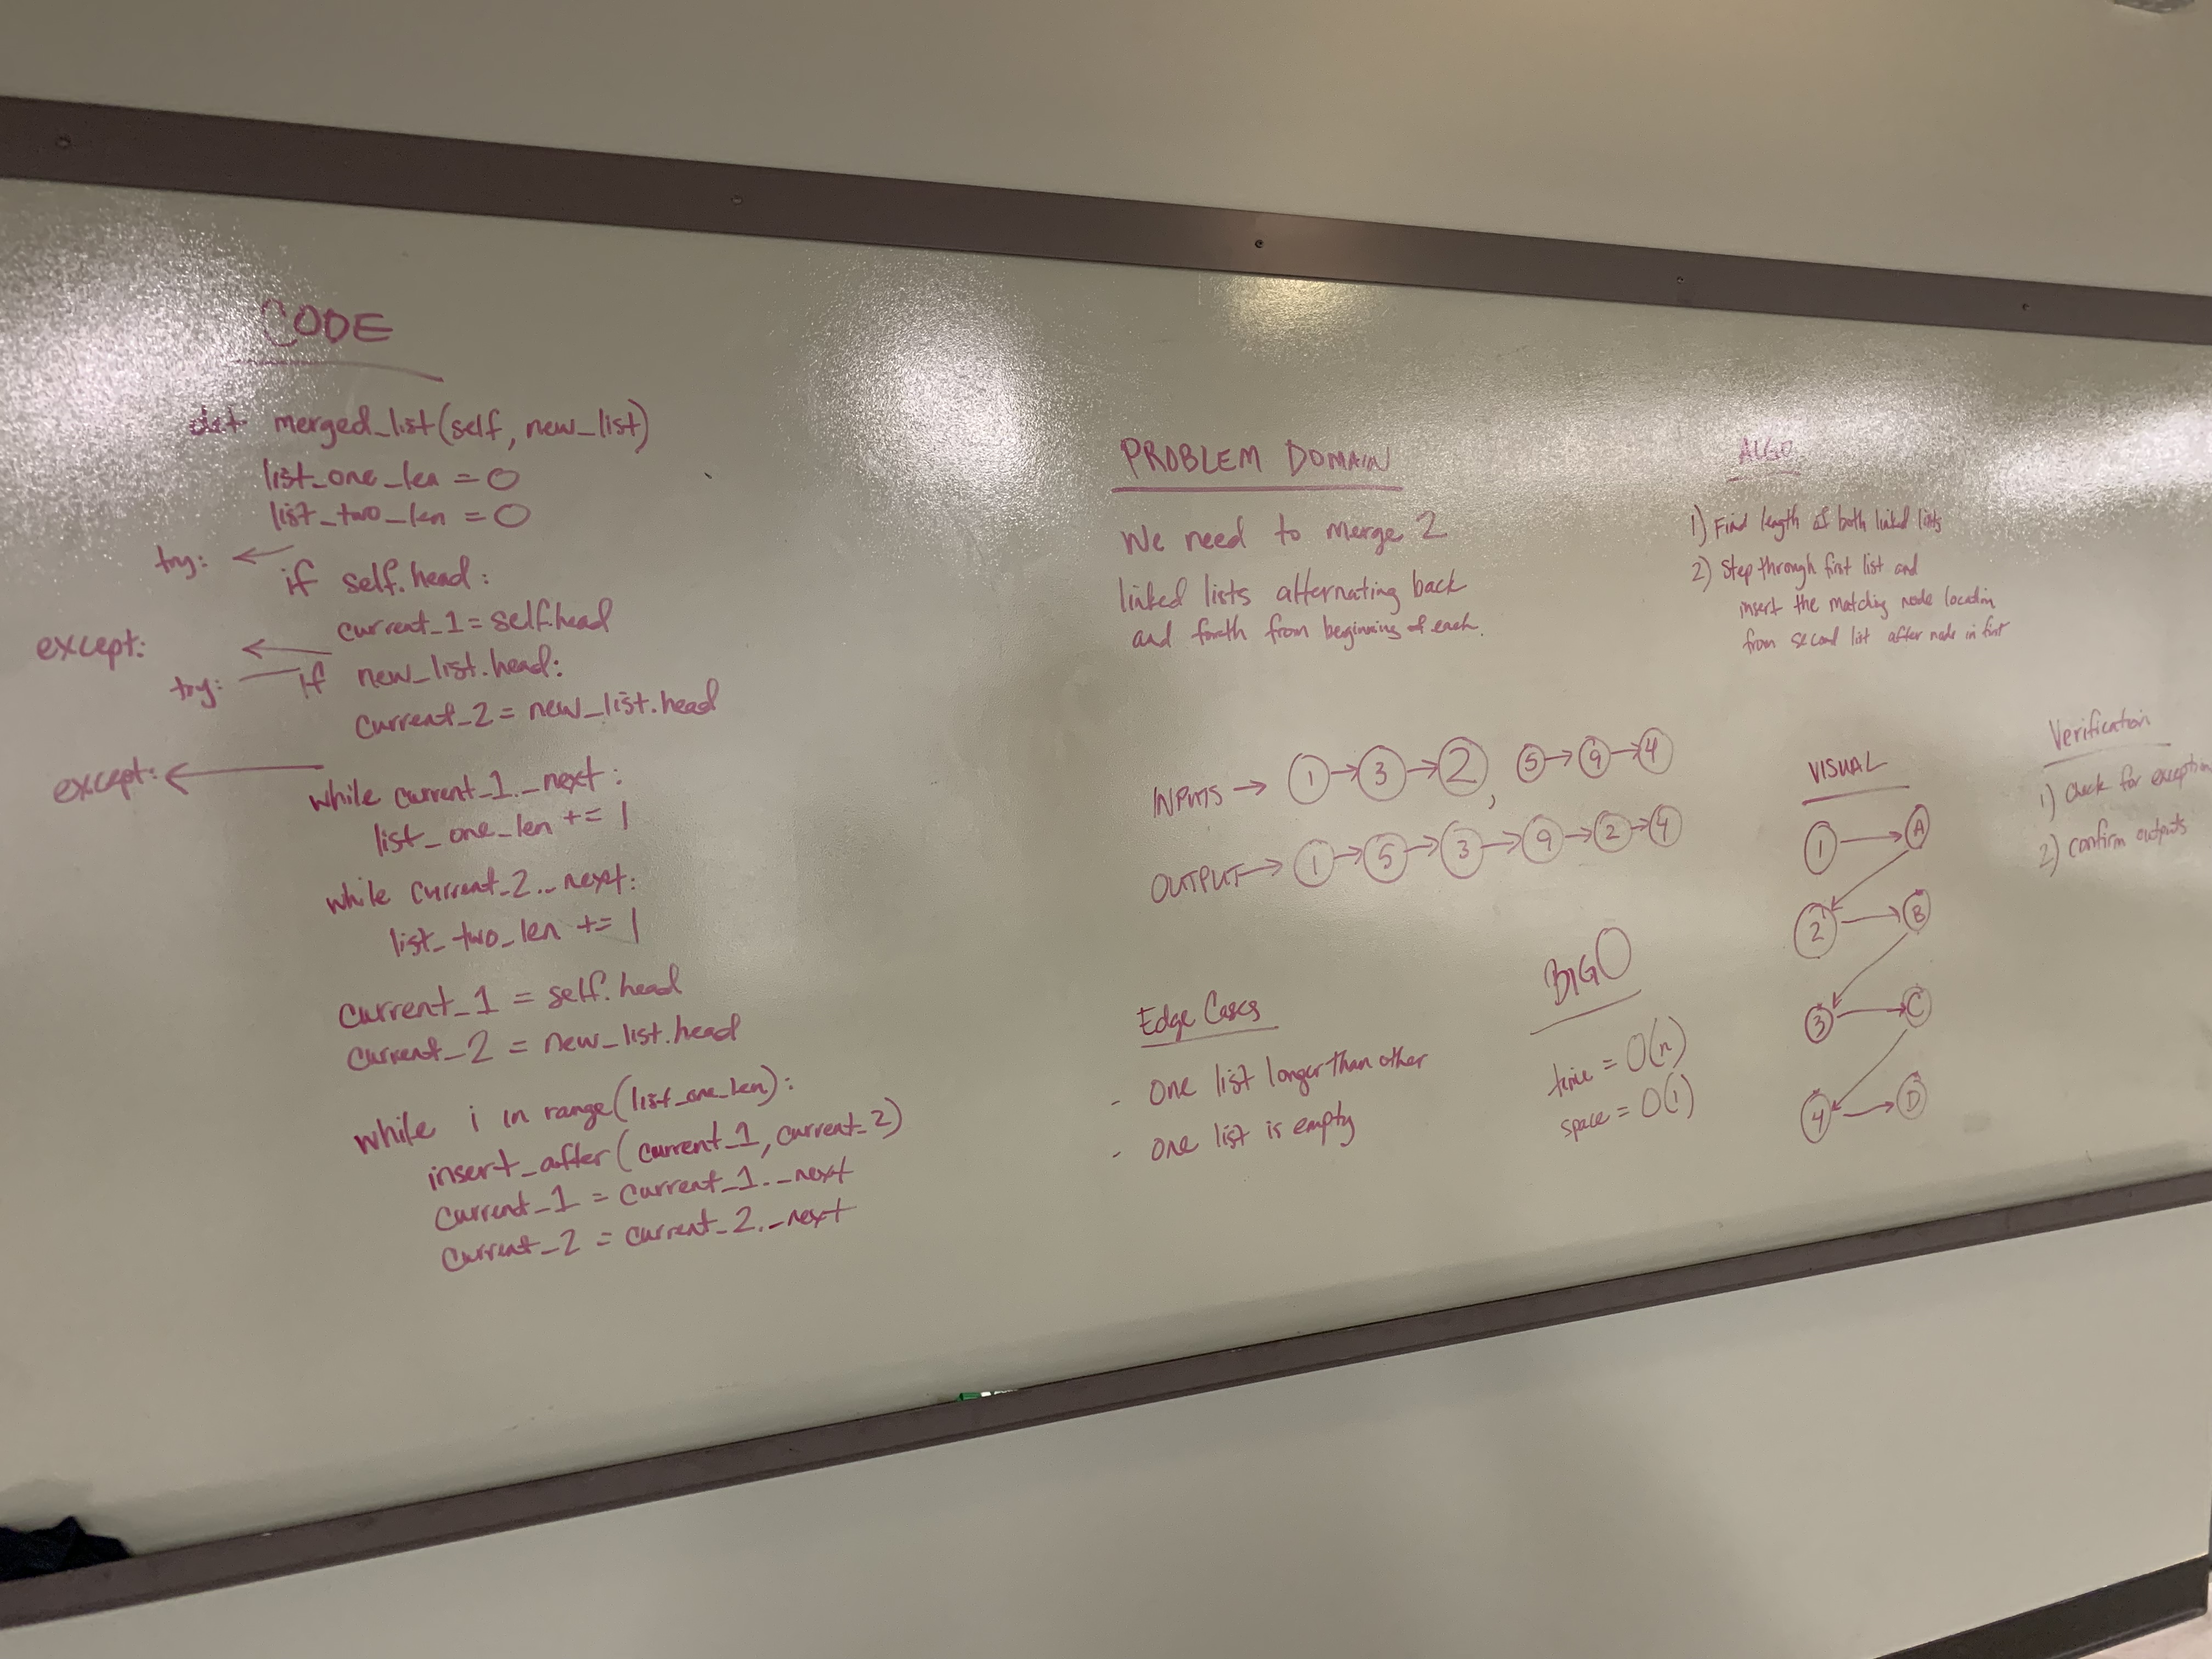 CODE
def merged_list(self, new_list)
list_one_len = 0
list_two_len = 0
try:
if self.head:
current_1 = self.head
except:
try:
if new_list.head:
current_2 = new_list.head
except:
while current_1._next:
list_one_len += 1
while current_2._next:
list_two_len += 1
current_1 = self.head
current_2 = new_list.head
while i in range(list_one_len):
insert_after(current_1, current_2)
current_1 = current_1._next
current_2 = current_2._next
PROBLEM DOMAIN
We need to merge 2
linked lists alternating back
and forth from beginning of each.
INPUTS → 1 → 3 → 2, 5 → 9 → 4
OUTPUT → 1 → 5 → 3 → 9 → 2 → 4
Edge Cases
- One list longer than other
- One list is empty
BIG O
time = O(n)
space = O(1)
ALGO
1) Find length of both linked lists
2) Step through first list and
insert the matching node location
from second list after node in first
VISUAL
1 → A
2 → B
3 → C
4 → D
Verification
1) Check for exception
2) Confirm outputs